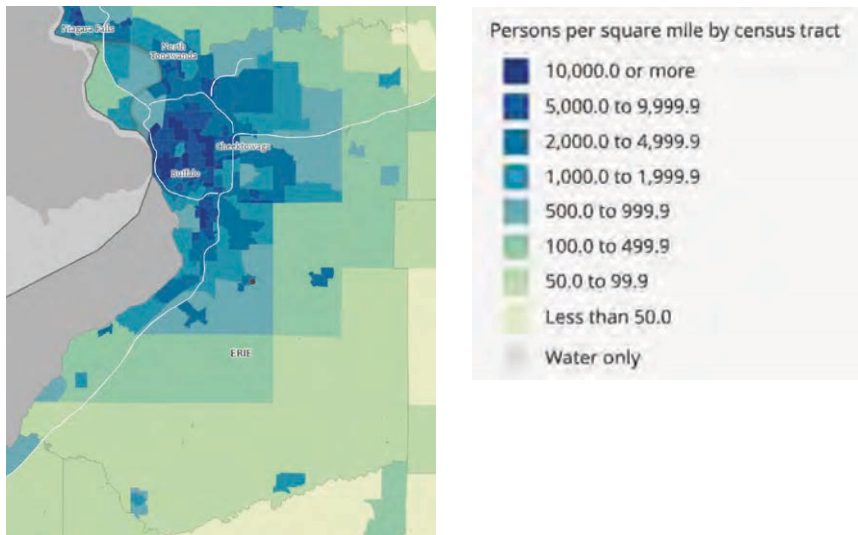 Niagara Falls
North
Tonawanda
Cheektowaga
Buffalo
ERIE
Persons per square mile by census tract
10,000.0 or more
5,000.0 to 9,999.9
2,000.0 to 4,999.9
1,000.0 to 1,999.9
500.0 to 999.9
100.0 to 499.9
50.0 to 99.9
Less than 50.0
Water only